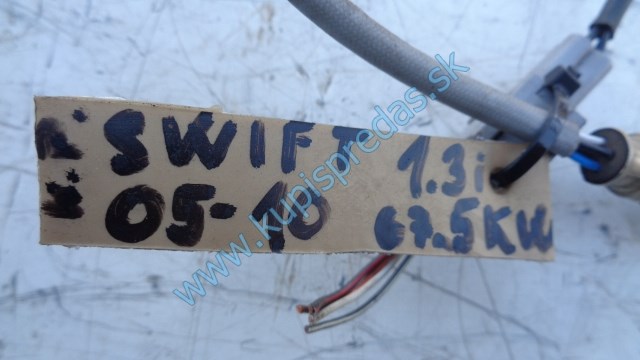 SWIFT 1.3i
05-10 67.5KW
www.kupispredas.sk